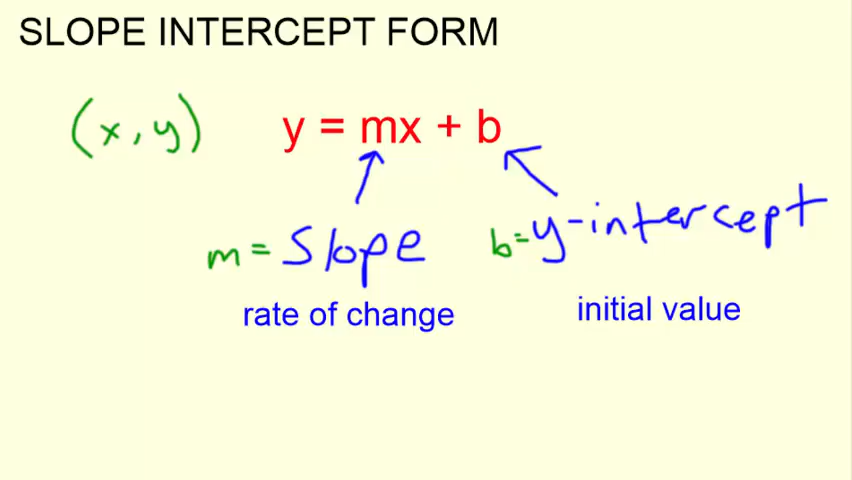 SLOPE INTERCEPT FORM
(x, y) y = mx + b
m = Slope b = y-intercept
rate of change initial value